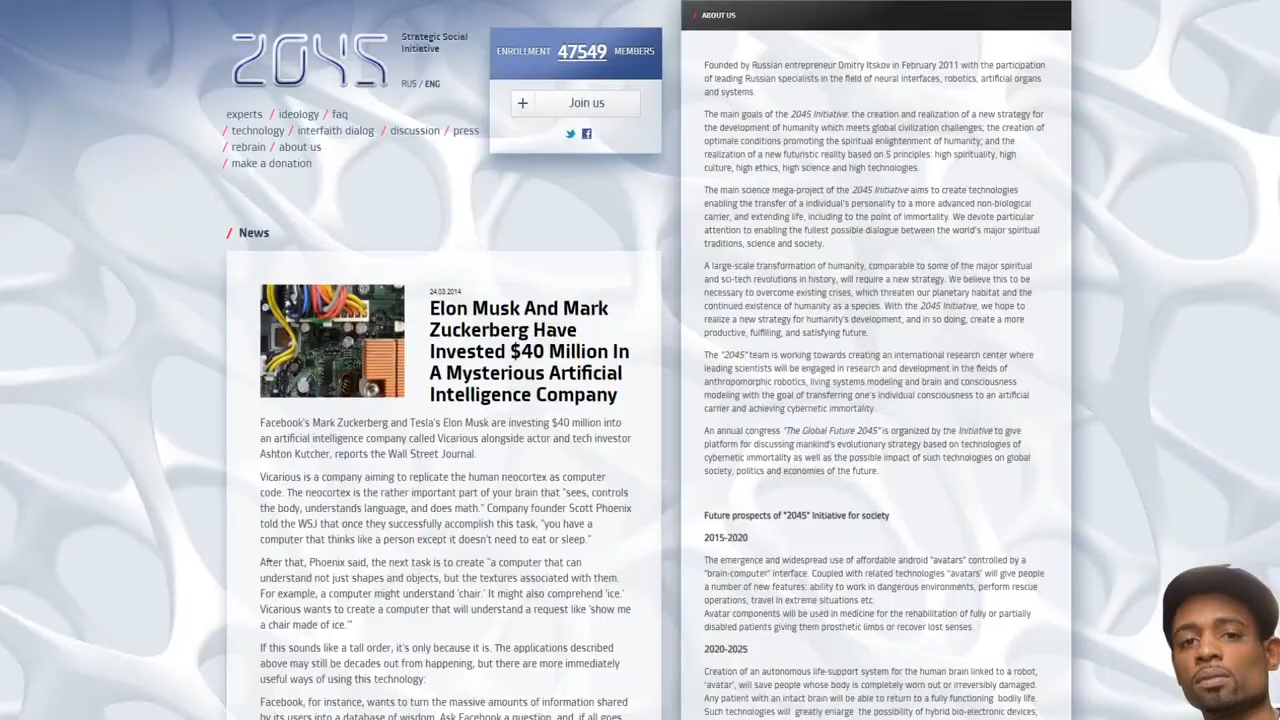 2045
Strategic Social
Initiative
RUS / ENG
ENROLLMENT 47549 MEMBERS
+ Join us
experts / ideology / faq
/ technology / interfaith dialog / discussion / press
/ rebrain / about us
/ make a donation
/ News
24.03.2014
Elon Musk And Mark
Zuckerberg Have
Invested $40 Million In
A Mysterious Artificial
Intelligence Company
Facebook's Mark Zuckerberg and Tesla's Elon Musk are investing $40 million into
an artificial intelligence company called Vicarious alongside actor and tech investor
Ashton Kutcher, reports the Wall Street Journal.
Vicarious is a company aiming to replicate the human neocortex as computer
code. The neocortex is the rather important part of your brain that "sees, controls
the body, understands language, and does math." Company founder Scott Phoenix
told the WSJ that once they successfully accomplish this task, "you have a
computer that thinks like a person except it doesn't need to eat or sleep."
After that, Phoenix said, the next task is to create "a computer that can
understand not just shapes and objects, but the textures associated with them.
For example, a computer might understand 'chair.' It might also comprehend 'ice.'
Vicarious wants to create a computer that will understand a request like 'show me
a chair made of ice.'"
If this sounds like a tall order, it's only because it is. The applications described
above may still be decades out from happening, but there are more immediately
useful ways of using this technology:
Facebook, for instance, wants to turn the massive amounts of information shared
by its users into a database of wisdom. Ask Facebook a question, and, if all goes
/ ABOUT US
Founded by Russian entrepreneur Dmitry Itskov in February 2011 with the participation
of leading Russian specialists in the field of neural interfaces, robotics, artificial organs
and systems.
The main goals of the 2045 Initiative: the creation and realization of a new strategy for
the development of humanity which meets global civilization challenges; the creation of
optimale conditions promoting the spiritual enlightenment of humanity; and the
realization of a new futuristic reality based on 5 principles: high spirituality, high
culture, high ethics, high science and high technologies.
The main science mega-project of the 2045 Initiative aims to create technologies
enabling the transfer of a individual's personality to a more advanced non-biological
carrier, and extending life, including to the point of immortality. We devote particular
attention to enabling the fullest possible dialogue between the world's major spiritual
traditions, science and society.
A large-scale transformation of humanity, comparable to some of the major spiritual
and sci-tech revolutions in history, will require a new strategy. We believe this to be
necessary to overcome existing crises, which threaten our planetary habitat and the
continued existence of humanity as a species. With the 2045 Initiative, we hope to
realize a new strategy for humanity's development, and in so doing, create a more
productive, fulfilling, and satisfying future.
The "2045" team is working towards creating an international research center where
leading scientists will be engaged in research and development in the fields of
anthropomorphic robotics, living systems modeling and brain and consciousness
modeling with the goal of transferring one's individual consciousness to an artificial
carrier and achieving cybernetic immortality.
An annual congress "The Global Future 2045" is organized by the Initiative to give
platform for discussing mankind's evolutionary strategy based on technologies of
cybernetic immortality as well as the possible impact of such technologies on global
society, politics and economies of the future.
Future prospects of "2045" Initiative for society
2015-2020
The emergence and widespread use of affordable android "avatars" controlled by a
"brain-computer" interface. Coupled with related technologies "avatars' will give people
a number of new features: ability to work in dangerous environments, perform rescue
operations, travel in extreme situations etc.
Avatar components will be used in medicine for the rehabilitation of fully or partially
disabled patients giving them prosthetic limbs or recover lost senses.
2020-2025
Creation of an autonomous life-support system for the human brain linked to a robot,
'avatar', will save people whose body is completely worn out or irreversibly damaged.
Any patient with an intact brain will be able to return to a fully functioning bodily life.
Such technologies will greatly enlarge the possibility of hybrid bio-electronic devices,